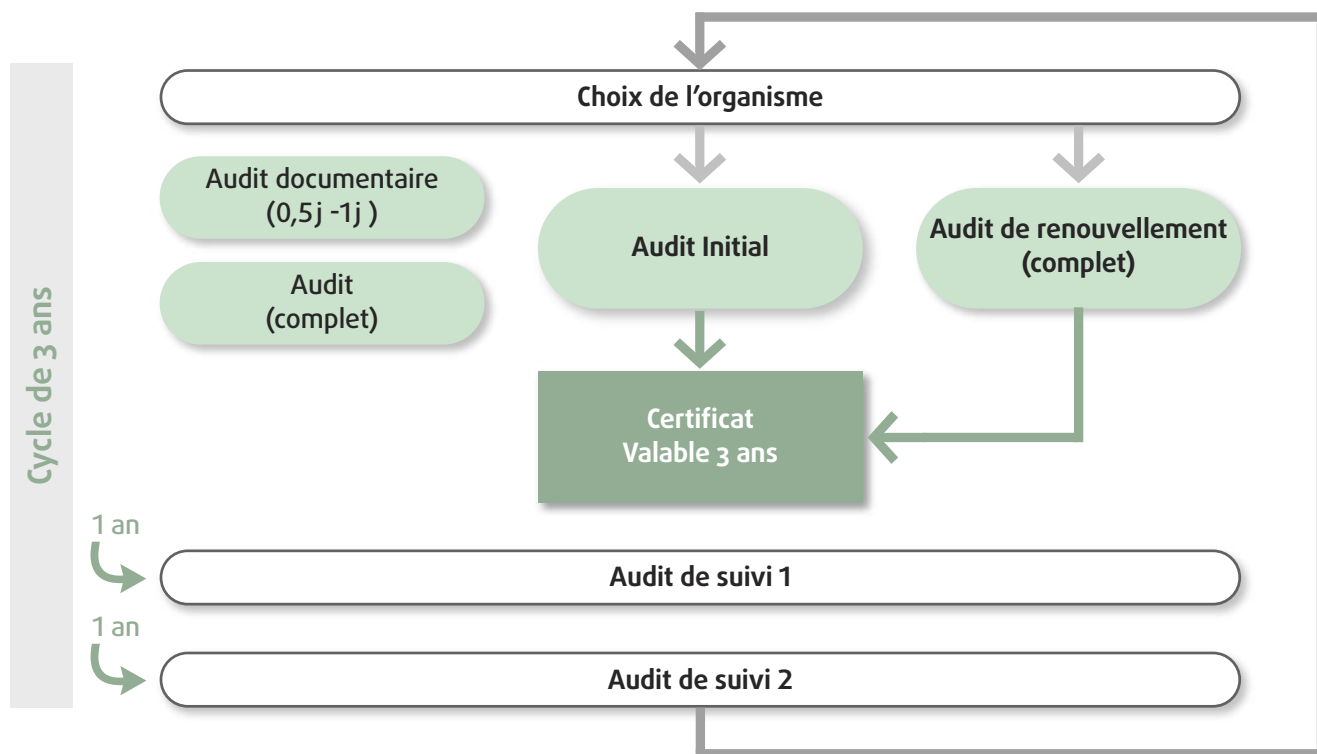 Cycle de 3 ans
Choix de l'organisme
Audit documentaire
(0,5j -1j )
Audit
(complet)
Audit Initial
Audit de renouvellement
(complet)
Certificat
Valable 3 ans
1 an
Audit de suivi 1
1 an
Audit de suivi 2